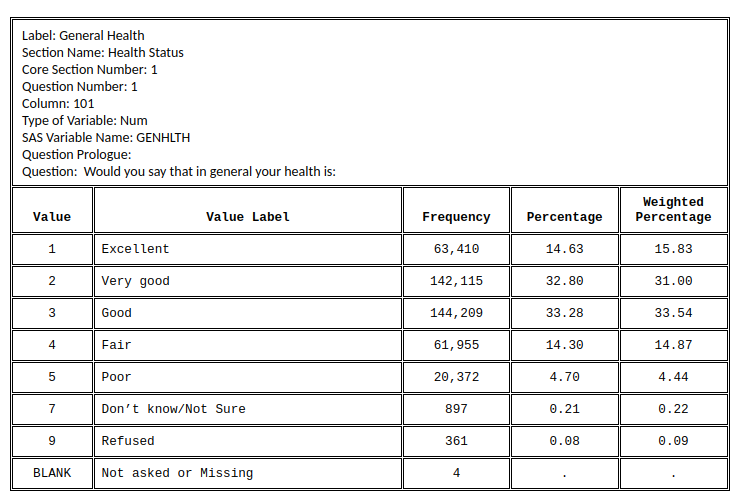 Label: General Health
Section Name: Health Status
Core Section Number: 1
Question Number: 1
Column: 101
Type of Variable: Num
SAS Variable Name: GENHLTH
Question Prologue:
Question:  Would you say that in general your health is:
Value Value Label Frequency Percentage Weighted Percentage
1 Excellent 63,410 14.63 15.83
2 Very good 142,115 32.80 31.00
3 Good 144,209 33.28 33.54
4 Fair 61,955 14.30 14.87
5 Poor 20,372 4.70 4.44
7 Don’t know/Not Sure 897 0.21 0.22
9 Refused 361 0.08 0.09
BLANK Not asked or Missing 4 . .